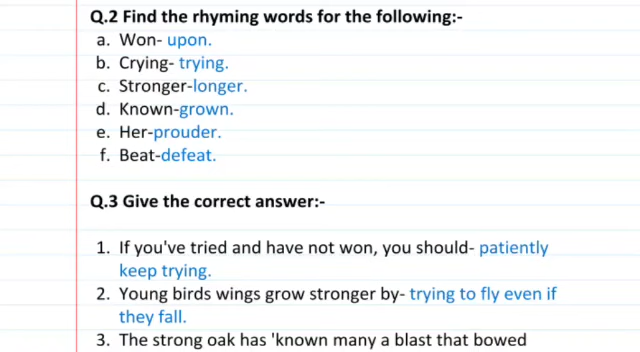 Q.2 Find the rhyming words for the following:-
a. Won- upon.
b. Crying- trying.
c. Stronger-longer.
d. Known-grown.
e. Her-prouder.
f. Beat-defeat.
Q.3 Give the correct answer:-
1. If you've tried and have not won, you should- patiently
keep trying.
2. Young birds wings grow stronger by- trying to fly even if
they fall.
3. The strong oak has 'known many a blast that bowed